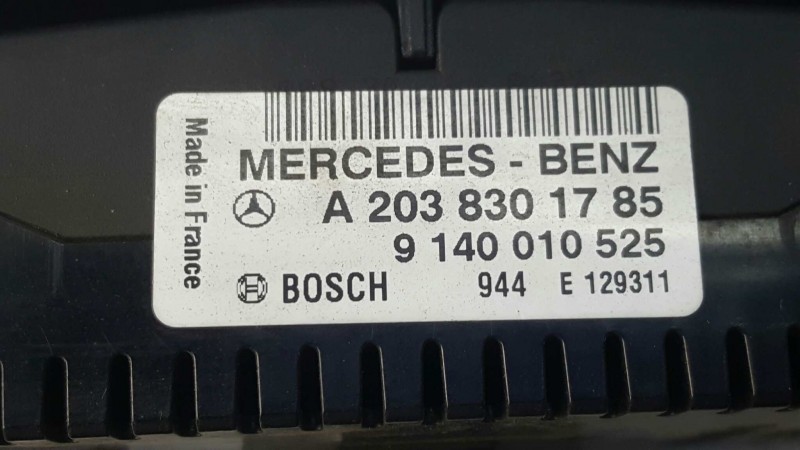 Made in France
MERCEDES - BENZ
A 203 830 17 85
9 140 010 525
BOSCH 944 E 129311